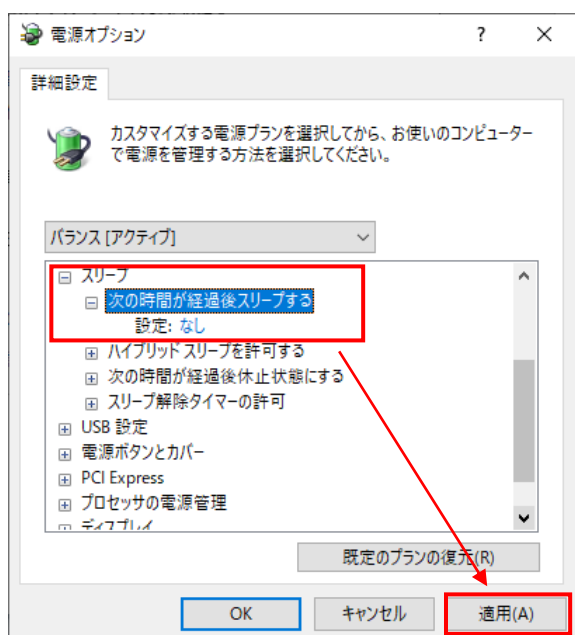 電源オプション
詳細設定
カスタマイズする電源プランを選択してから、お使いのコンピューター
で電源を管理する方法を選択してください。
バランス [アクティブ]
スリープ
次の時間が経過後スリープする
設定: なし
ハイブリッド スリープを許可する
次の時間が経過後休止状態にする
スリープ解除タイマーの許可
USB 設定
電源ボタンとカバー
PCI Express
プロセッサの電源管理
ディスプレイ
既定のプランの復元(R)
OK キャンセル 適用(A)